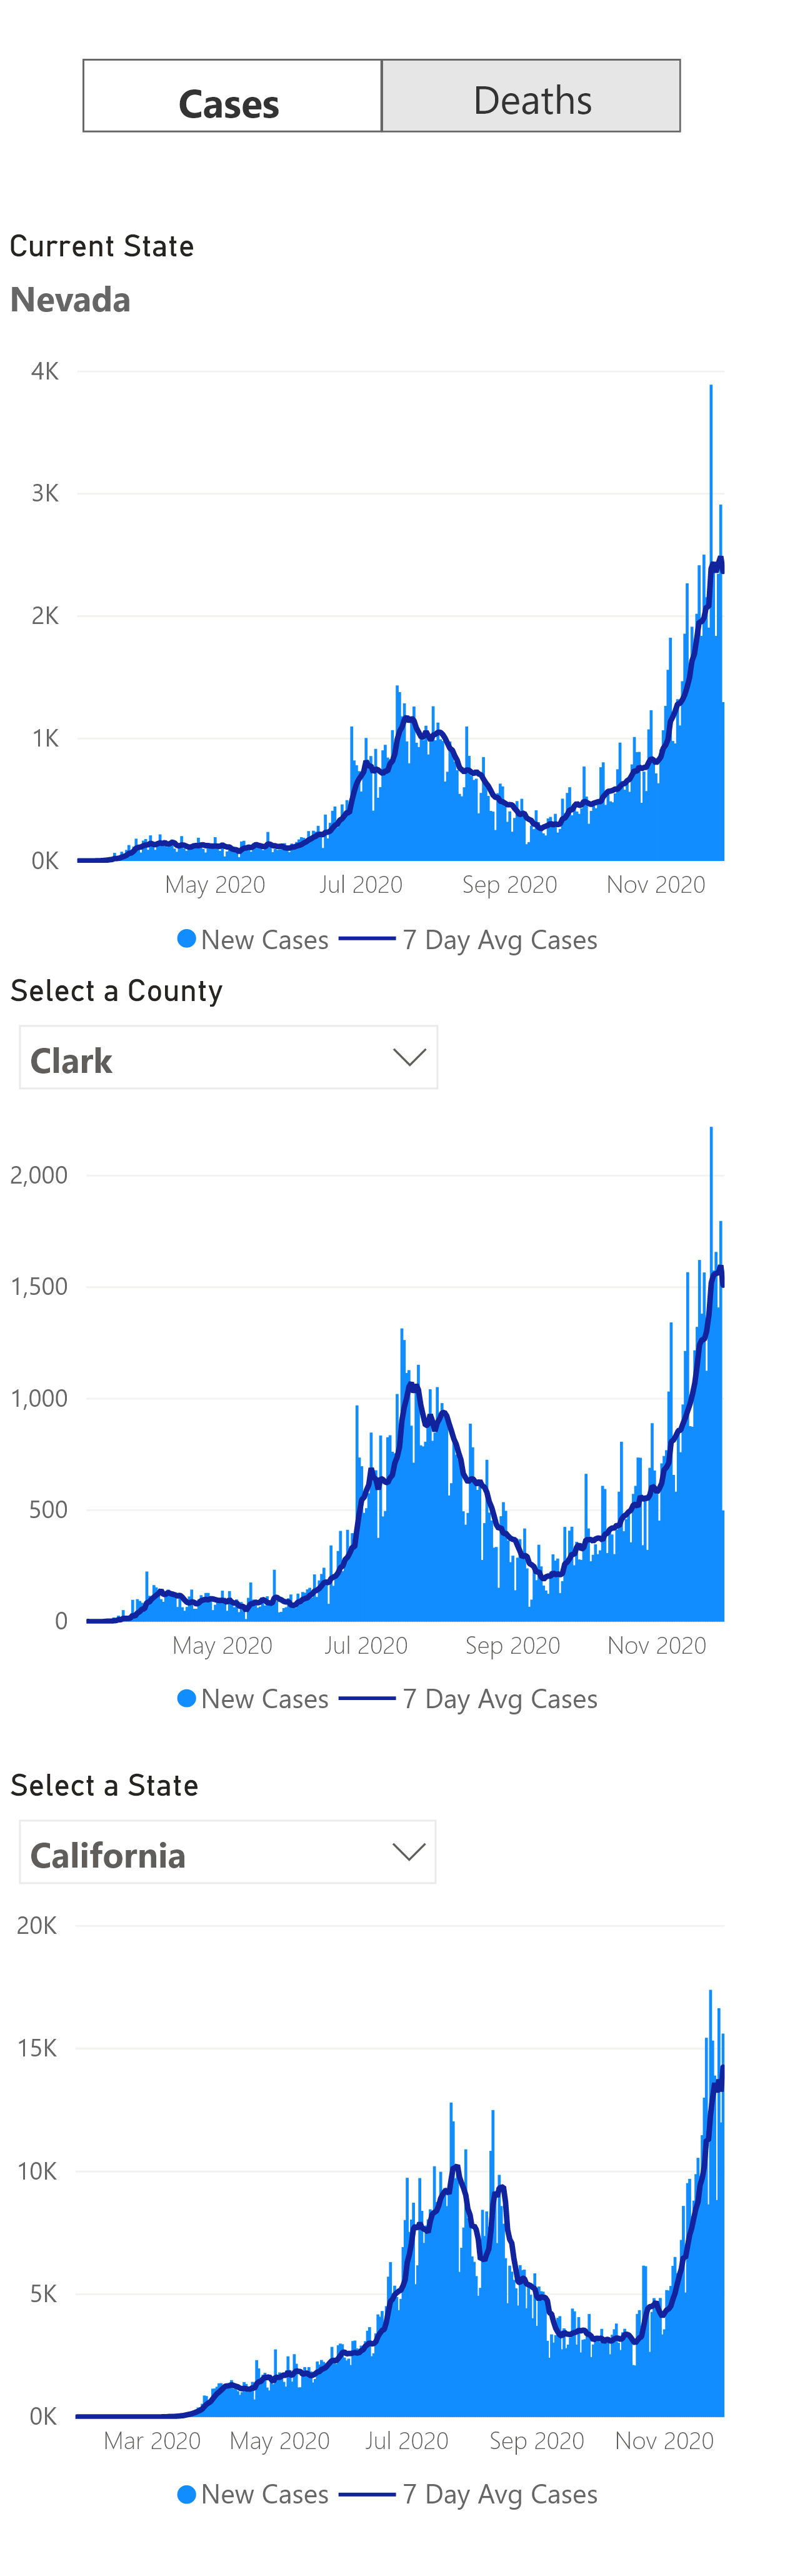 Cases Deaths
Current State
Nevada
4K
3K
2K
1K
0K
May 2020 Jul 2020 Sep 2020 Nov 2020
New Cases 7 Day Avg Cases
Select a County
Clark
2,000
1,500
1,000
500
0
May 2020 Jul 2020 Sep 2020 Nov 2020
New Cases 7 Day Avg Cases
Select a State
California
20K
15K
10K
5K
0K
Mar 2020 May 2020 Jul 2020 Sep 2020 Nov 2020
New Cases 7 Day Avg Cases